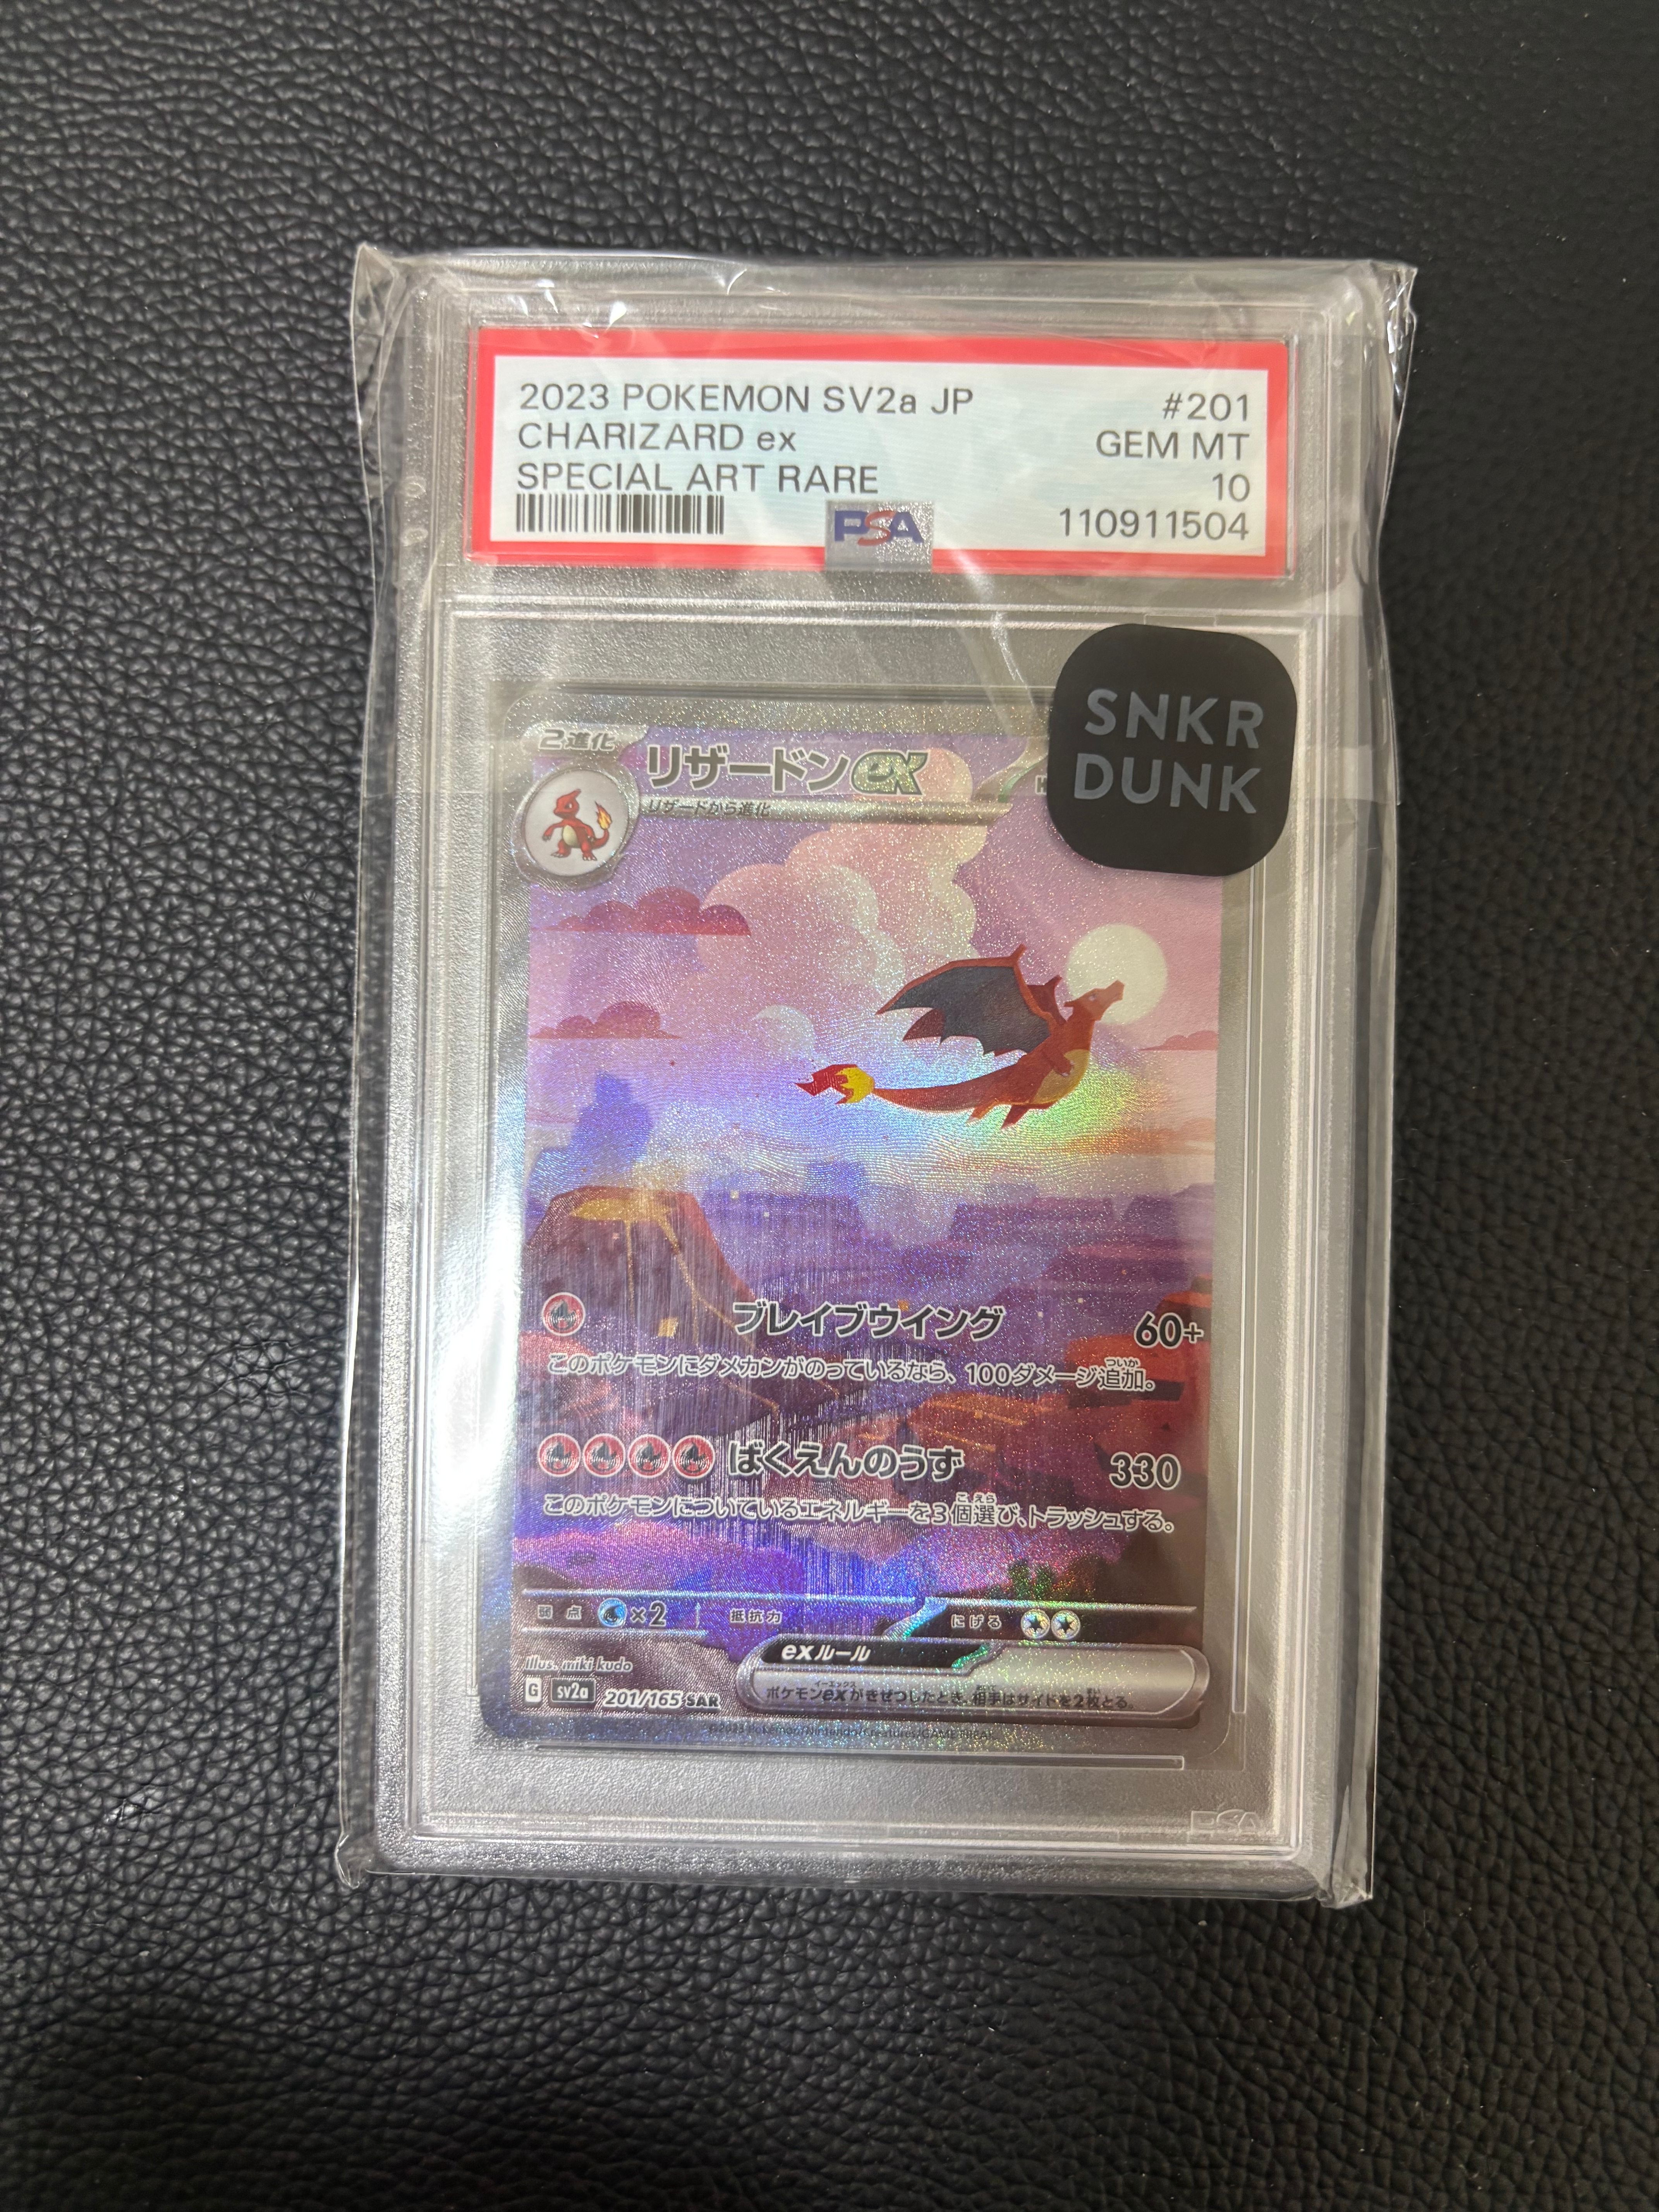 2023 POKEMON SV2a JP #201
CHARIZARD ex GEM MT
SPECIAL ART RARE 10
PSA 110911504
SNKR
DUNK
2進化 リザードンex
リザードから進化
ブレイブウイング 60+
このポケモンにダメカンがのっているなら、100ダメージ追加。
ばくえんのうず 330
このポケモンについているエネルギーを3個選び、トラッシュする。
弱点 ×2 抵抗力 にげる
exルール
ポケモンexがきぜつしたとき、相手はサイドを2枚とる。
Illus. miki kudo
G sv2a 201/165 SAR
©2023 Pokémon/Nintendo/Creatures/GAME FREAK
PSA